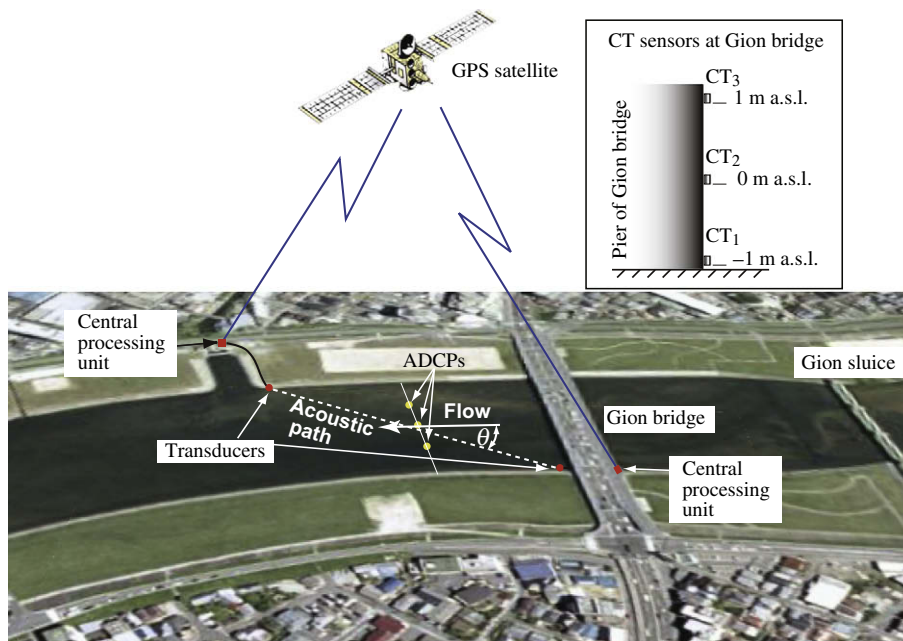 GPS satellite
CT sensors at Gion bridge
Pier of Gion bridge
CT3
1 m a.s.l.
CT2
0 m a.s.l.
CT1
–1 m a.s.l.
Central
processing
unit
ADCPs
Gion sluice
Acoustic
path
Flow
θ
Gion bridge
Transducers
Central
processing
unit